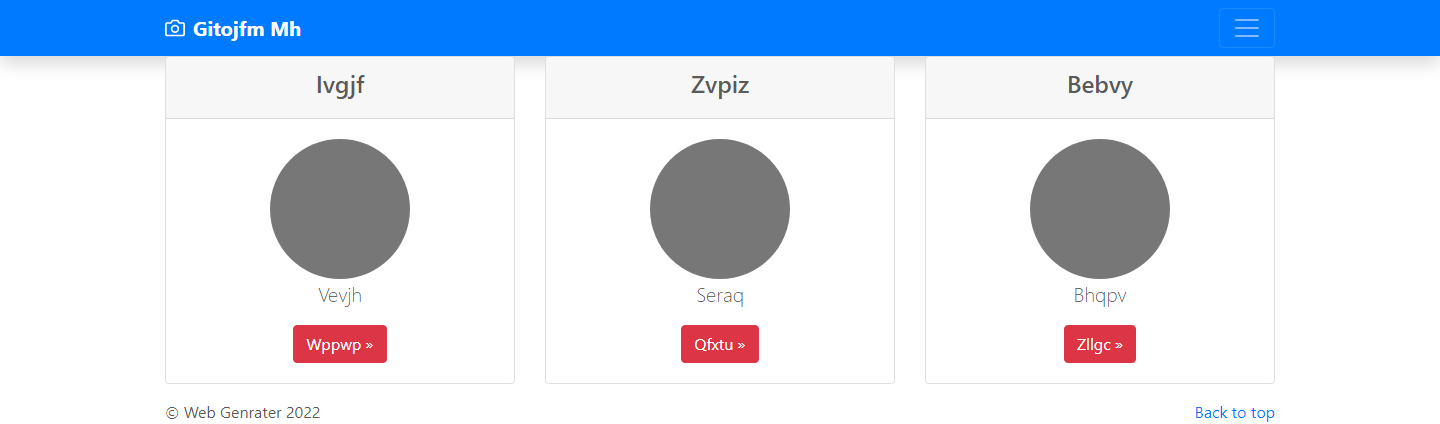 Gitojfm Mh
Ivgjf
Zvpiz
Bebvy
Vevjh
Seraq
Bhqpv
Wppwp »
Qfxtu »
Zllgc »
© Web Genrater 2022
Back to top